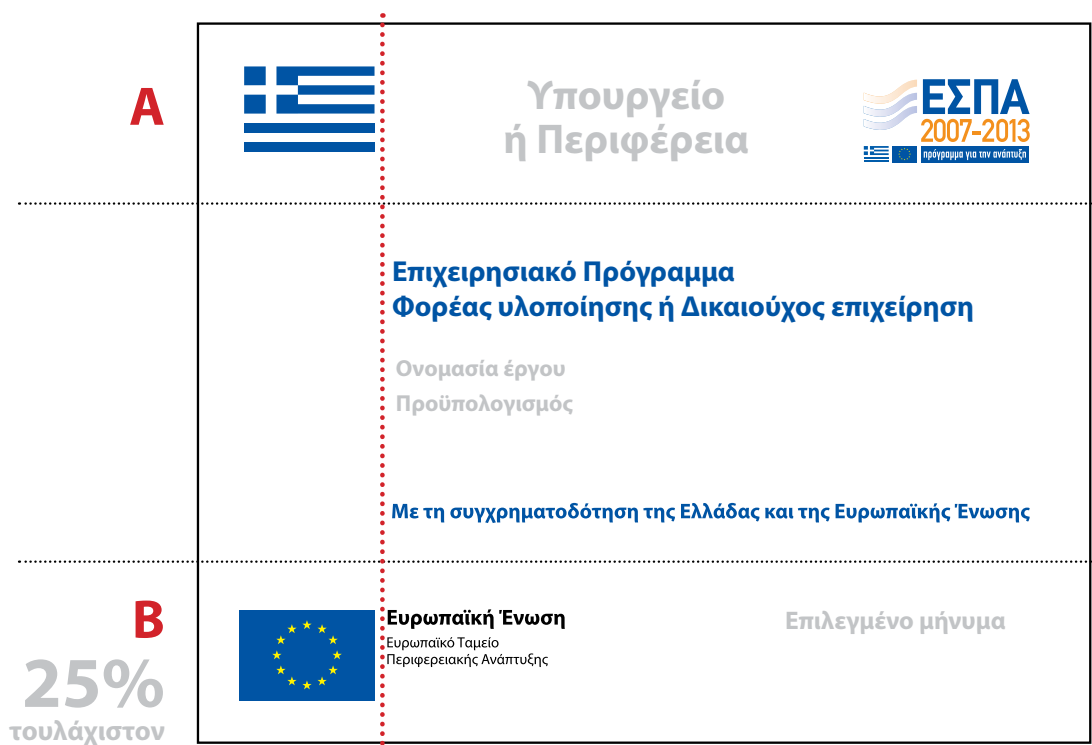 A
Υπουργείο
ή Περιφέρεια
ΕΣΠΑ
2007-2013
πρόγραμμα για την ανάπτυξη
Επιχειρησιακό Πρόγραμμα
Φορέας υλοποίησης ή Δικαιούχος επιχείρηση
Ονομασία έργου
Προϋπολογισμός
Με τη συγχρηματοδότηση της Ελλάδας και της Ευρωπαϊκής Ένωσης
B
25%
τουλάχιστον
Ευρωπαϊκή Ένωση
Ευρωπαϊκό Ταμείο
Περιφερειακής Ανάπτυξης
Επιλεγμένο μήνυμα